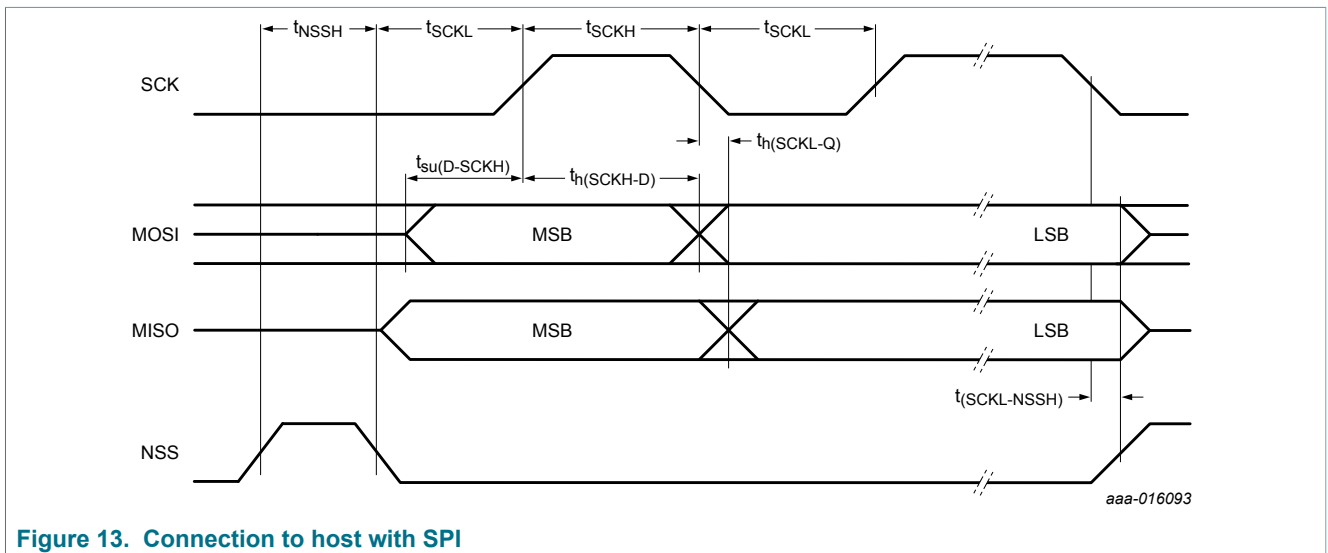 tNSSH tSCKL tSCKH tSCKL
SCK
th(SCKL-Q)
tsu(D-SCKH) th(SCKH-D)
MOSI MSB LSB
MISO MSB LSB
t(SCKL-NSSH)
NSS
aaa-016093
Figure 13. Connection to host with SPI